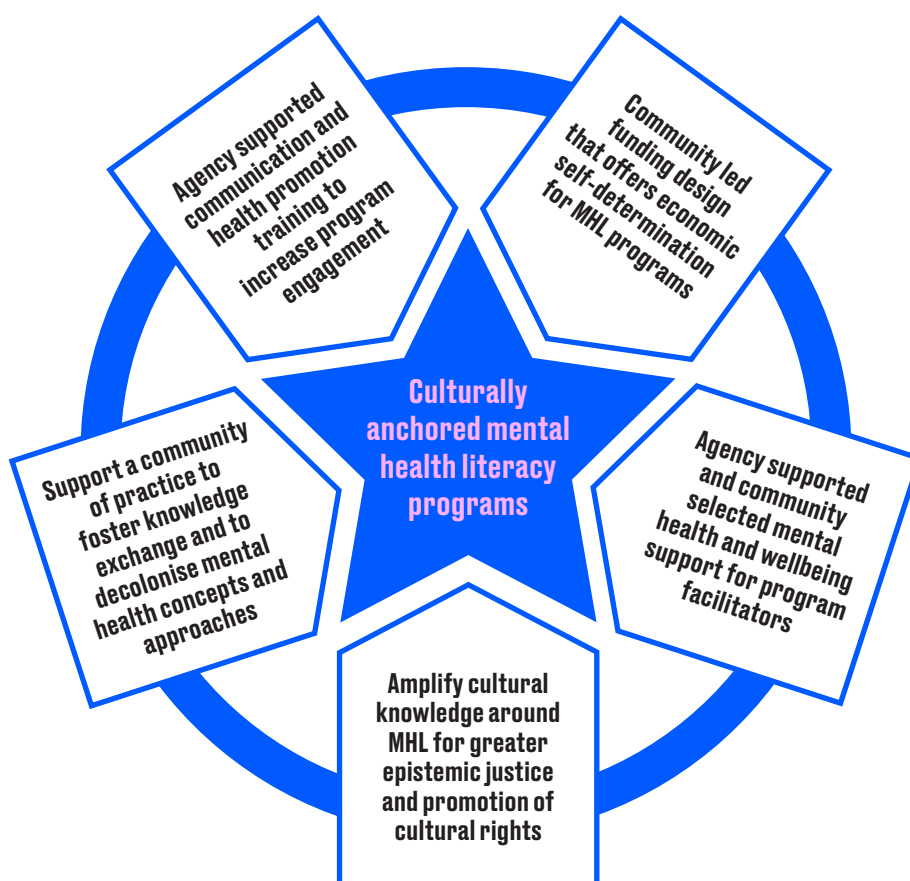 Agency supported
communication and
health promotion
training to
increase program
engagement
Community led
funding design
that offers economic
self-determination
for MHL programs
Culturally
anchored mental
health literacy
programs
Support a community
of practice to
foster knowledge
exchange and to
decolonise mental
health concepts and
approaches
Agency supported
and community
selected mental
health and wellbeing
support for program
facilitators
Amplify cultural
knowledge around
MHL for greater
epistemic justice
and promotion of
cultural rights